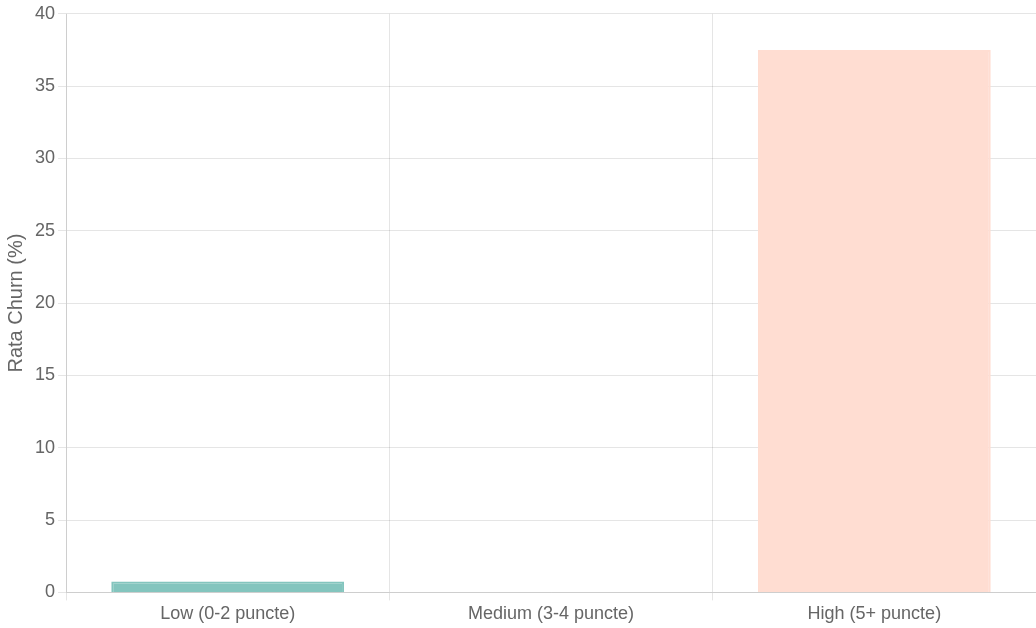 40
35
30
25
20
15
10
5
0
Rata Churn (%)
Low (0-2 puncte)
Medium (3-4 puncte)
High (5+ puncte)